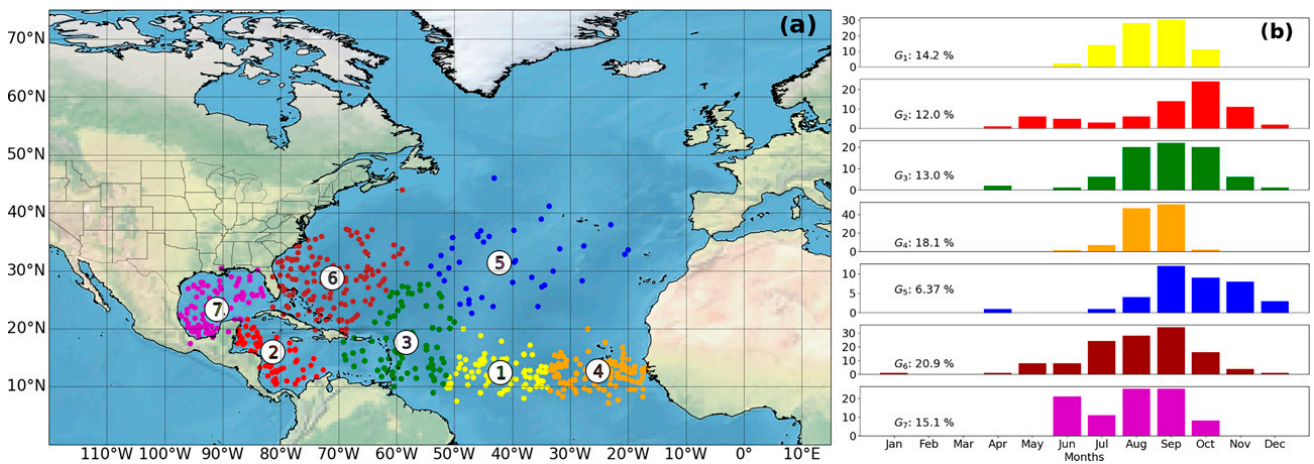 (a)
70°N
60°N
50°N
40°N
30°N
20°N
10°N
110°W 100°W 90°W 80°W 70°W 60°W 50°W 40°W 30°W 20°W 10°W 0° 10°E
5
6
7
3
2
1
4
(b)
30
20
10
0
G₁: 14.2 %
20
10
0
G₂: 12.0 %
20
10
0
G₃: 13.0 %
40
20
0
G₄: 18.1 %
10
5
0
G₅: 6.37 %
30
20
10
0
G₆: 20.9 %
20
10
0
G₇: 15.1 %
Jan Feb Mar Apr May Jun Jul Aug Sep Oct Nov Dec
Months